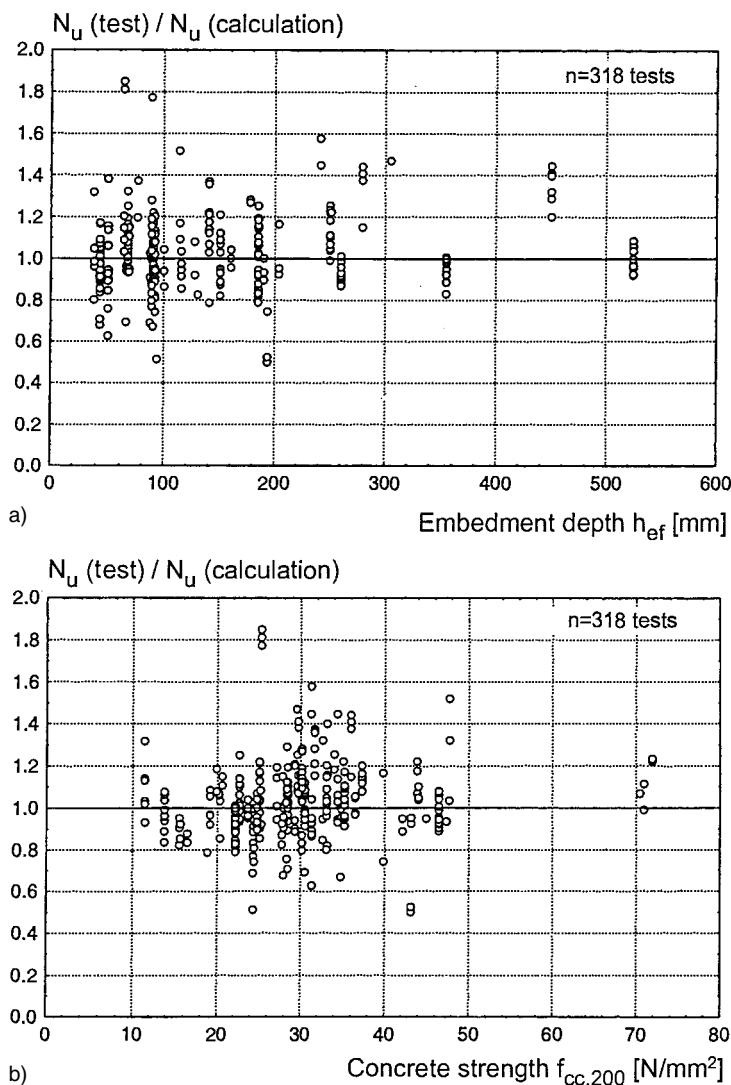 N_u (test) / N_u (calculation)
2.0
n=318 tests
1.8
1.6
1.4
1.2
1.0
0.8
0.6
0.4
0.2
0.0
0 100 200 300 400 500 600
a)
Embedment depth h_ef [mm]
N_u (test) / N_u (calculation)
2.0
n=318 tests
1.8
1.6
1.4
1.2
1.0
0.8
0.6
0.4
0.2
0.0
0 10 20 30 40 50 60 70 80
b)
Concrete strength f_cc,200 [N/mm²]